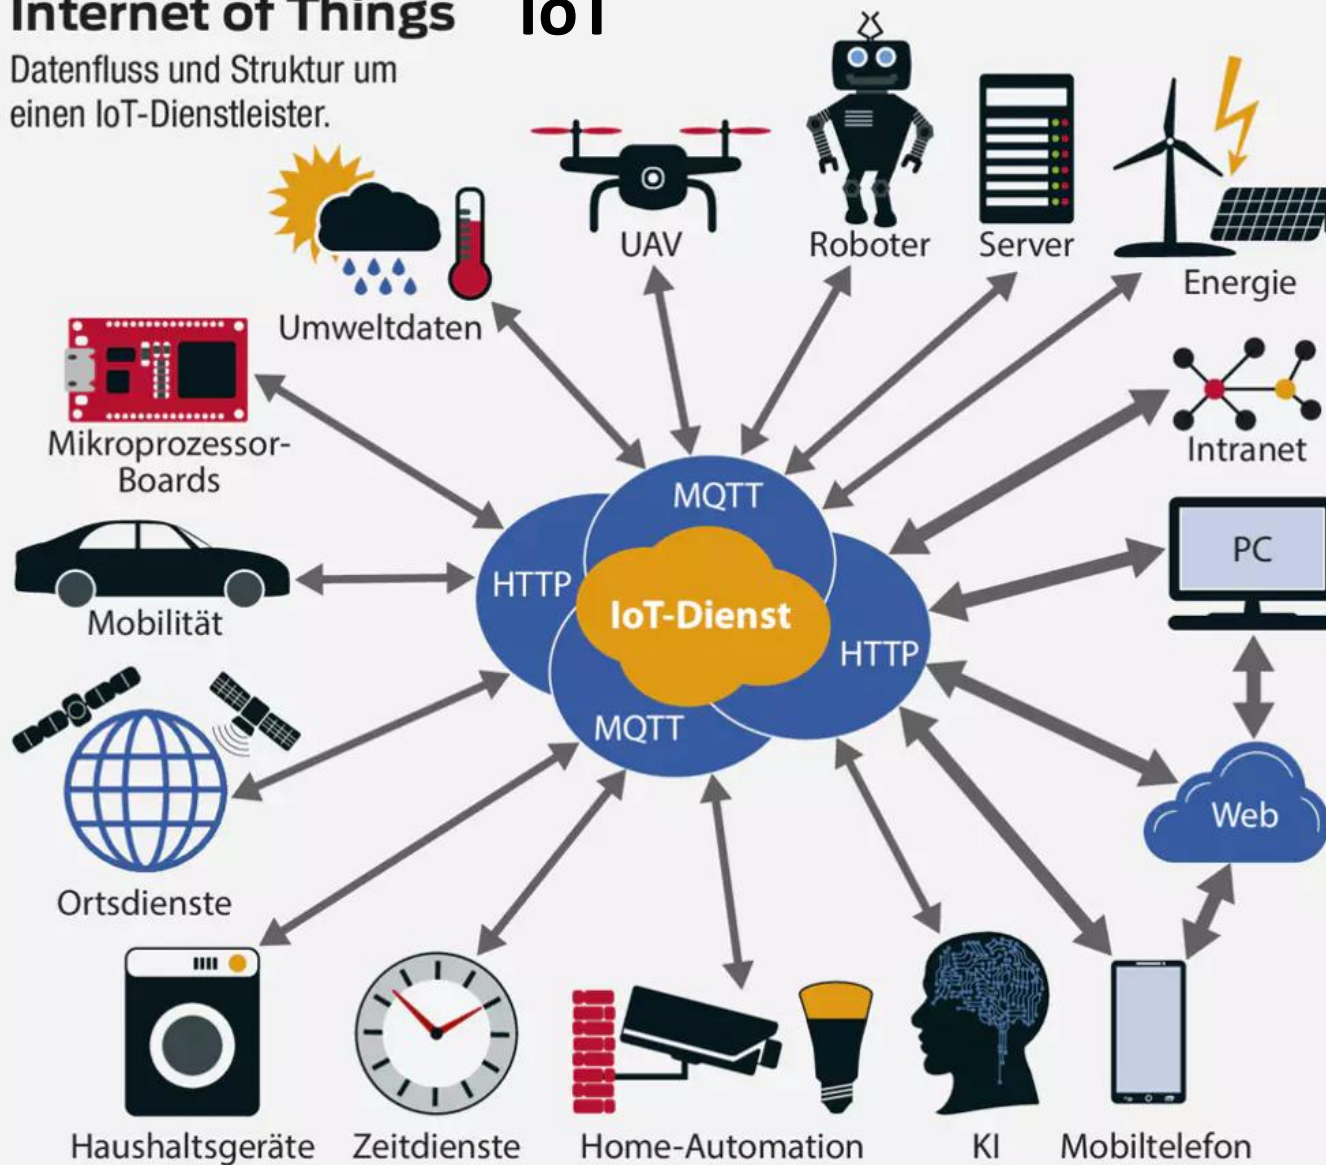 Internet of Things
IoT
Datenfluss und Struktur um
einen IoT-Dienstleister.
UAV
Roboter
Server
Energie
Umweltdaten
Mikroprozessor-
Boards
Intranet
MQTT
PC
HTTP
IoT-Dienst
Mobilität
HTTP
MQTT
Web
Ortsdienste
Haushaltsgeräte
Zeitdienste
Home-Automation
KI
Mobiltelefon